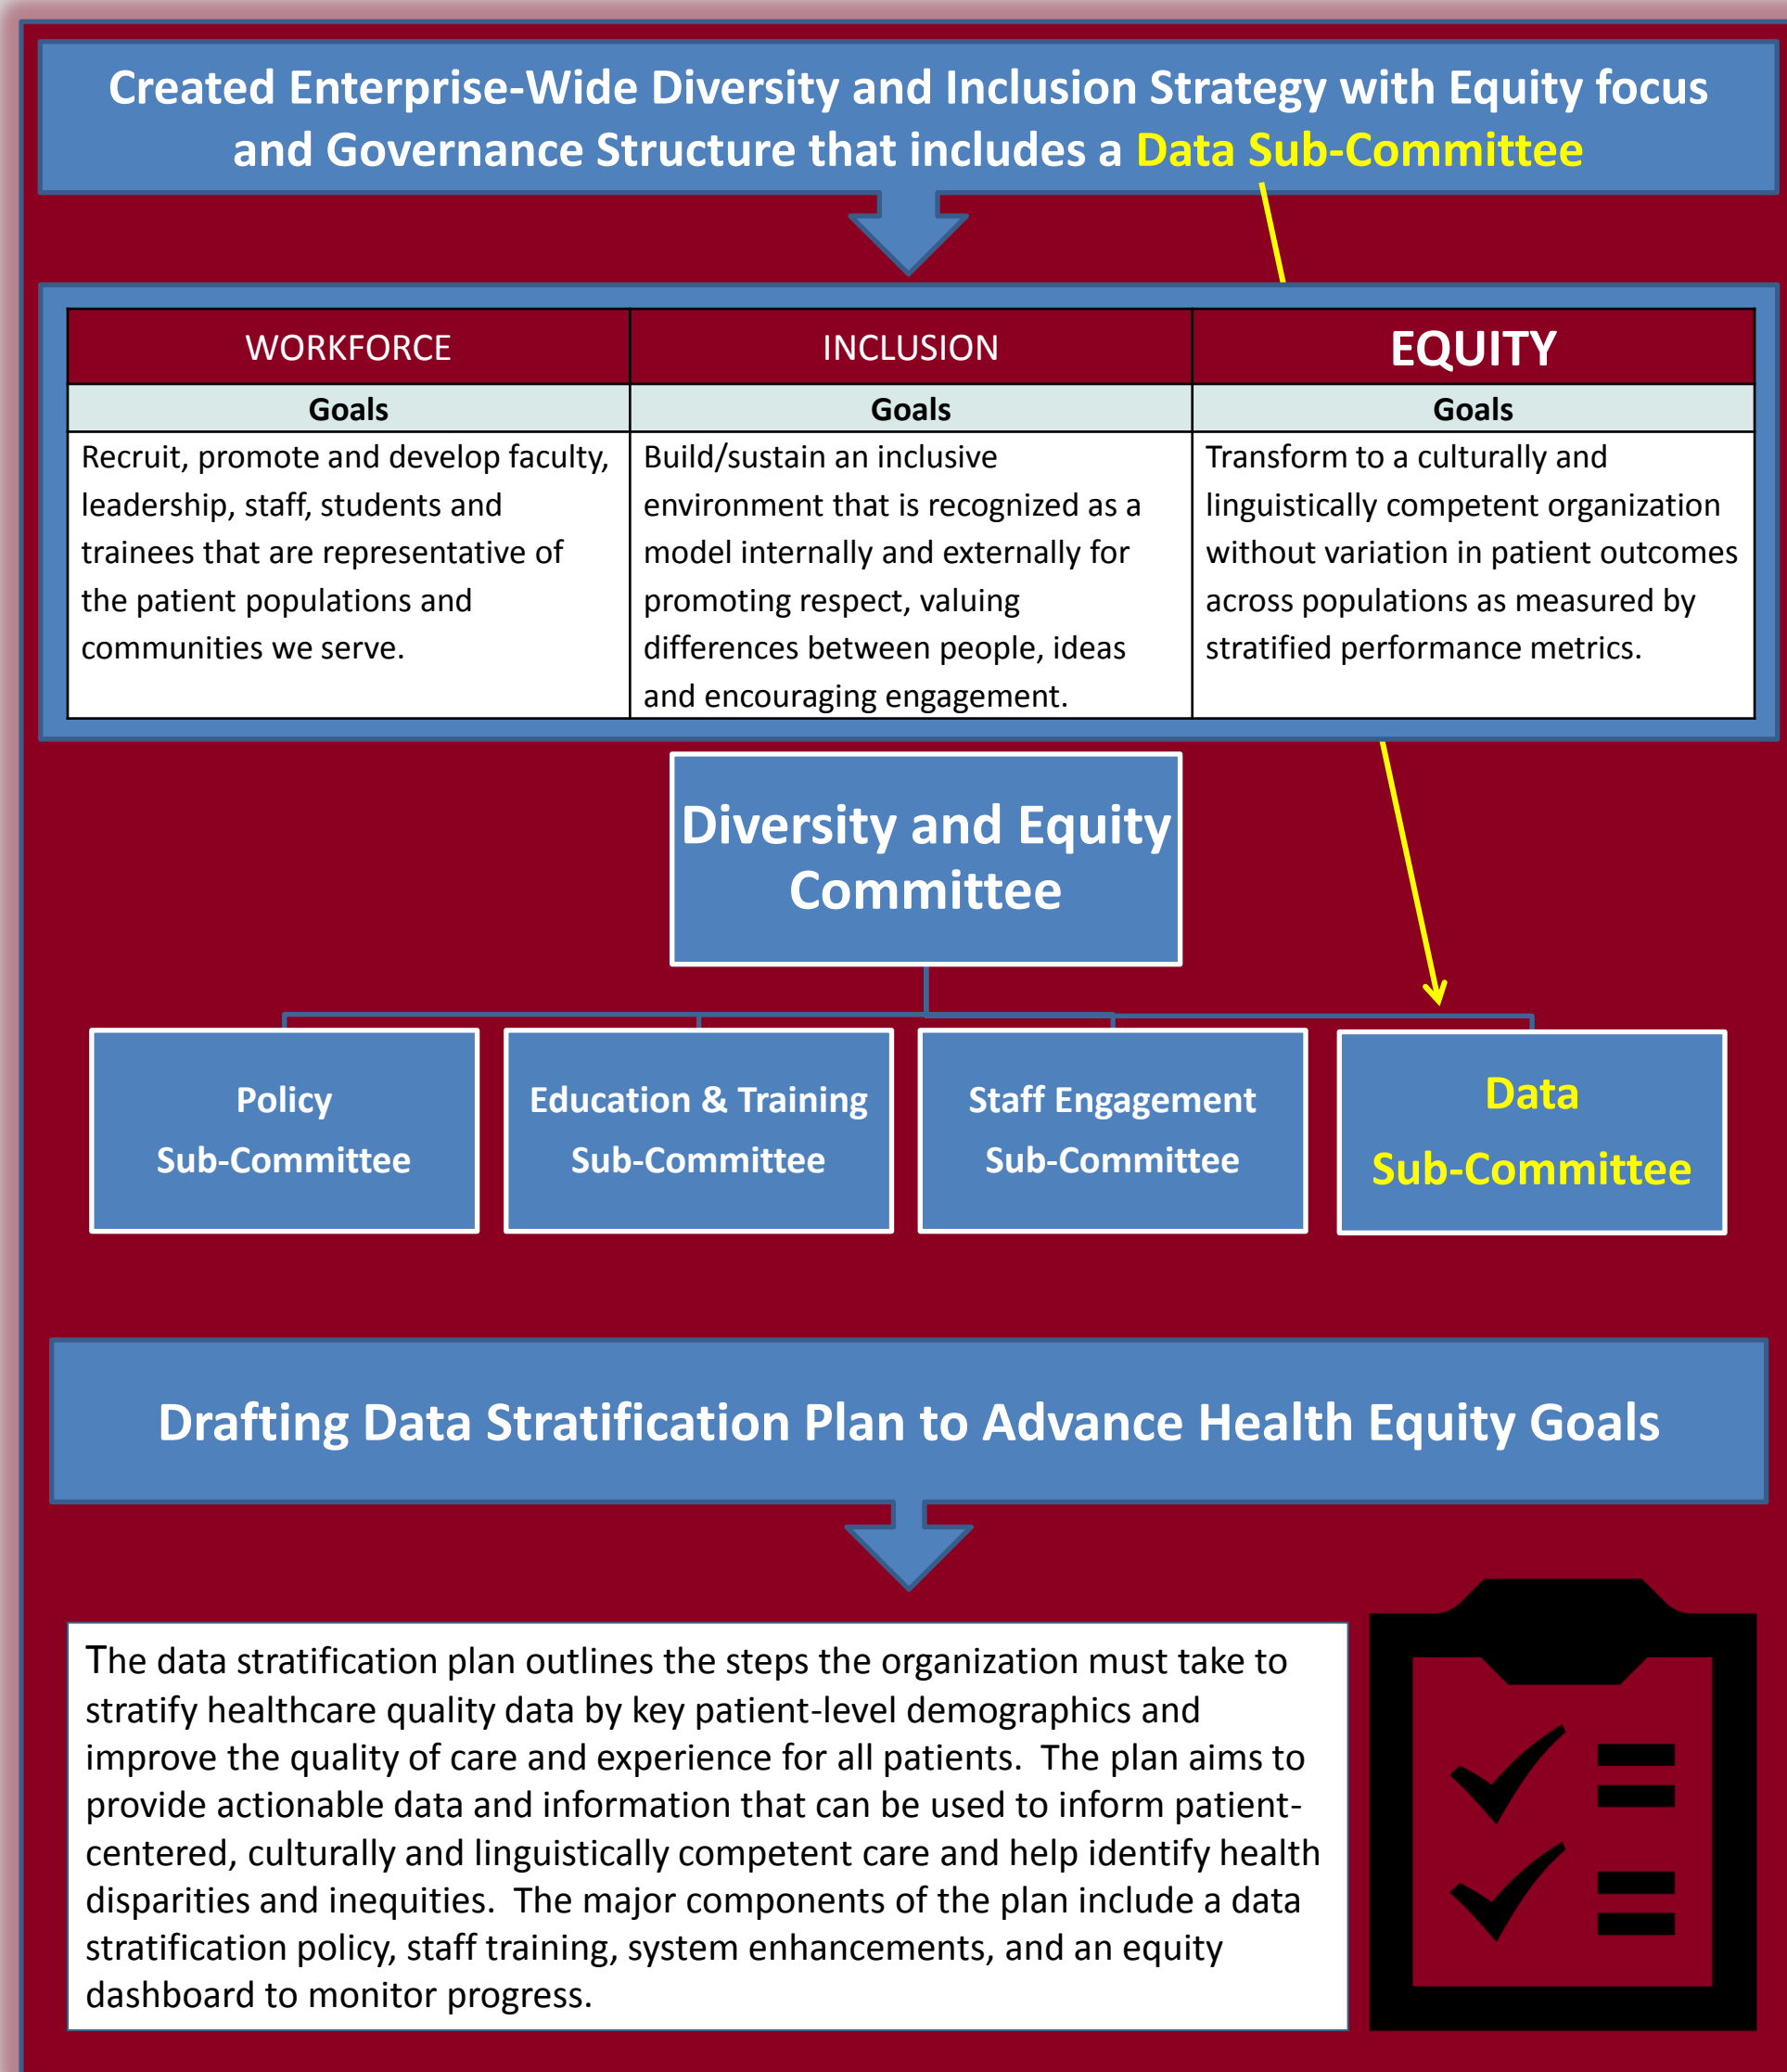 Created Enterprise-Wide Diversity and Inclusion Strategy with Equity focus
and Governance Structure that includes a Data Sub-Committee
WORKFORCE
INCLUSION
EQUITY
Goals
Goals
Goals
Recruit, promote and develop faculty,
leadership, staff, students and
trainees that are representative of
the patient populations and
communities we serve.
Build/sustain an inclusive
environment that is recognized as a
model internally and externally for
promoting respect, valuing
differences between people, ideas
and encouraging engagement.
Transform to a culturally and
linguistically competent organization
without variation in patient outcomes
across populations as measured by
stratified performance metrics.
Diversity and Equity
Committee
Policy
Sub-Committee
Education & Training
Sub-Committee
Staff Engagement
Sub-Committee
Data
Sub-Committee
Drafting Data Stratification Plan to Advance Health Equity Goals
The data stratification plan outlines the steps the organization must take to
stratify healthcare quality data by key patient-level demographics and
improve the quality of care and experience for all patients.  The plan aims to
provide actionable data and information that can be used to inform patient-
centered, culturally and linguistically competent care and help identify health
disparities and inequities.  The major components of the plan include a data
stratification policy, staff training, system enhancements, and an equity
dashboard to monitor progress.